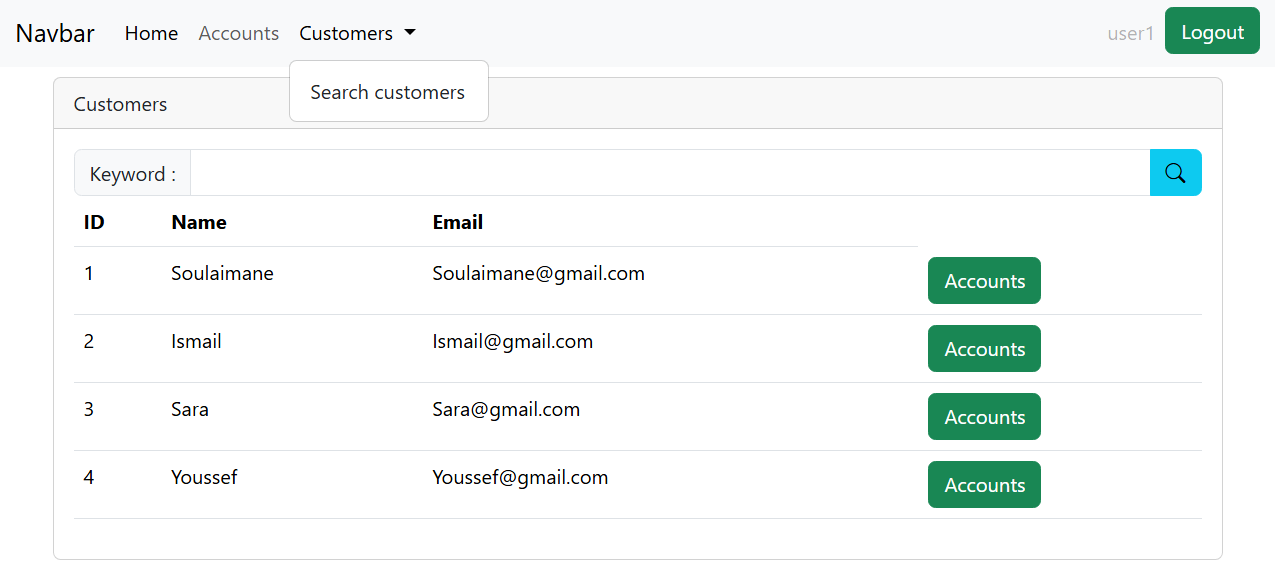 Navbar Home Accounts Customers user1 Logout
Search customers
Customers
Keyword :
ID Name Email
1 Soulaimane Soulaimane@gmail.com Accounts
2 Ismail Ismail@gmail.com Accounts
3 Sara Sara@gmail.com Accounts
4 Youssef Youssef@gmail.com Accounts